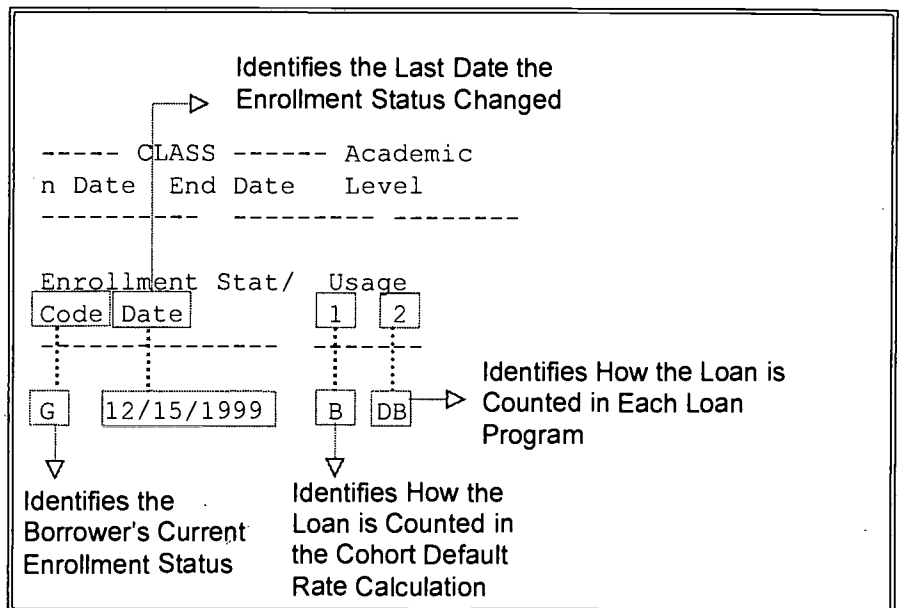 Identifies the Last Date the
Enrollment Status Changed
----- CLASS ------ Academic
n Date End Date Level
---------- --------- --------
Enrollment Stat/ Usage
Code Date 1 2
--------------- -------
G 12/15/1999 B DB
Identifies How the Loan is
Counted in Each Loan
Program
Identifies the
Borrower's Current
Enrollment Status
Identifies How the
Loan is Counted in
the Cohort Default
Rate Calculation